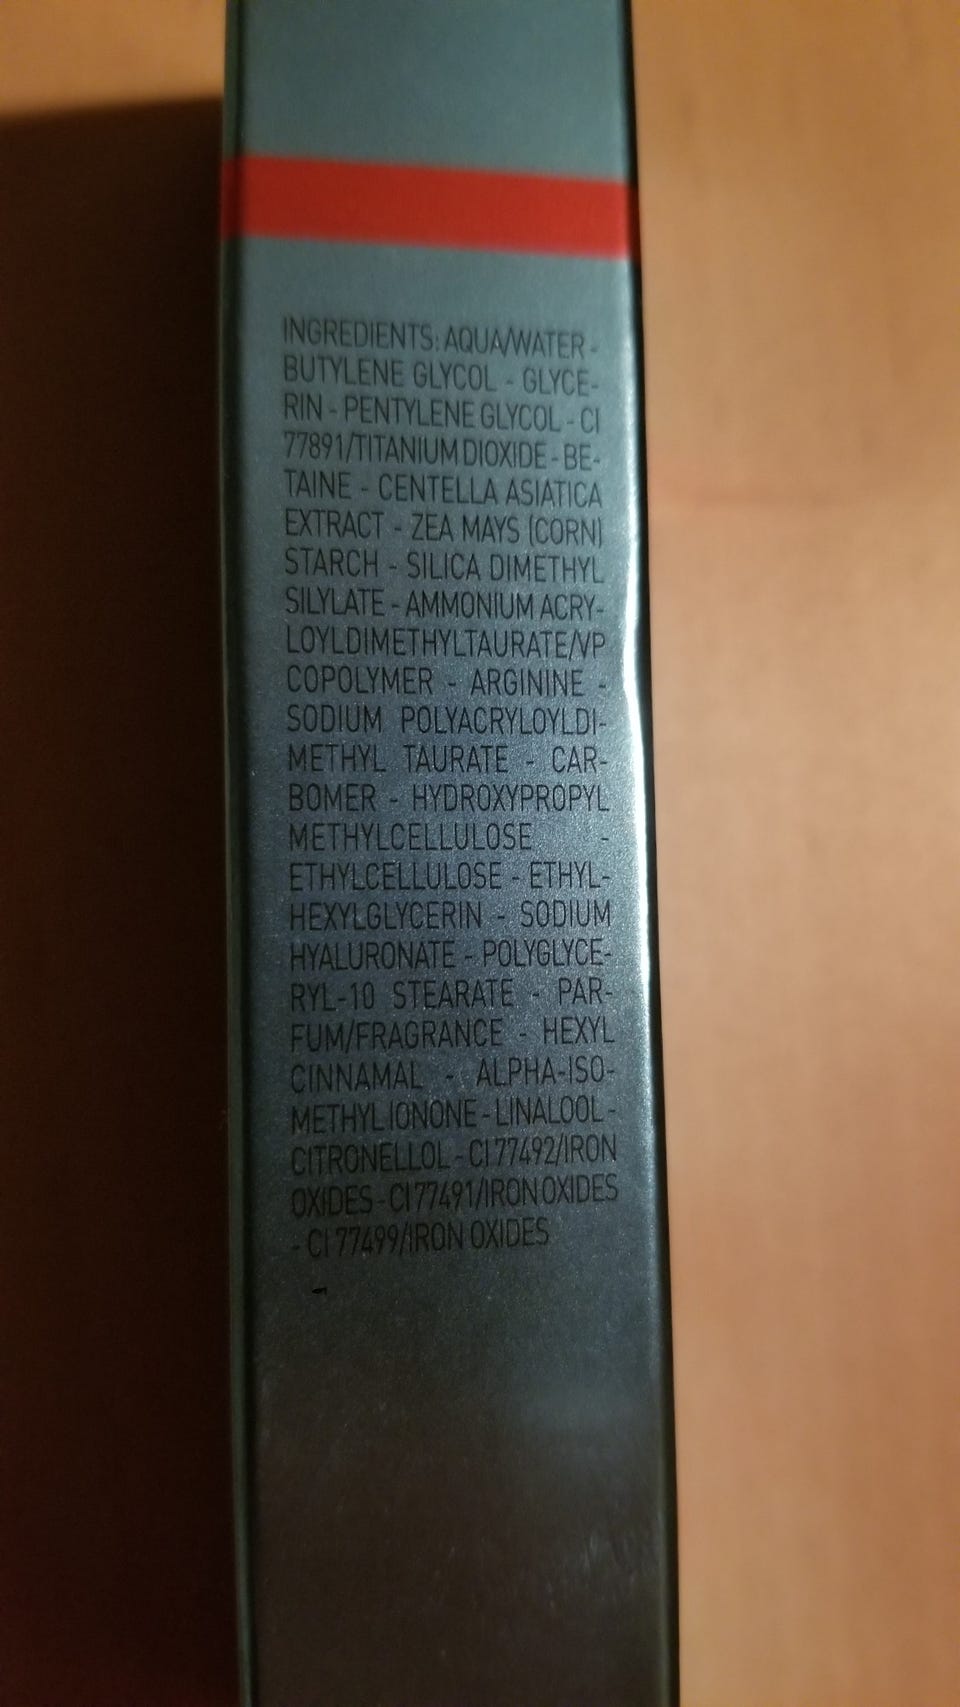 INGREDIENTS: AQUA/WATER -
BUTYLENE GLYCOL - GLYCE-
RIN - PENTYLENE GLYCOL - CI
77891/TITANIUM DIOXIDE - BE-
TAINE - CENTELLA ASIATICA
EXTRACT - ZEA MAYS (CORN)
STARCH - SILICA DIMETHYL
SILYLATE - AMMONIUM ACRY-
LOYLDIMETHYLTAURATE/VP
COPOLYMER - ARGININE -
SODIUM POLYACRYLOYLDI-
METHYL TAURATE - CAR-
BOMER - HYDROXYPROPYL
METHYLCELLULOSE -
ETHYLCELLULOSE - ETHYL-
HEXYLGLYCERIN - SODIUM
HYALURONATE - POLYGLYCE-
RYL-10 STEARATE - PAR-
FUM/FRAGRANCE - HEXYL
CINNAMAL - ALPHA-ISO-
METHYL IONONE - LINALOOL -
CITRONELLOL - CI 77492/IRON
OXIDES - CI 77491/IRON OXIDES
- CI 77499/IRON OXIDES